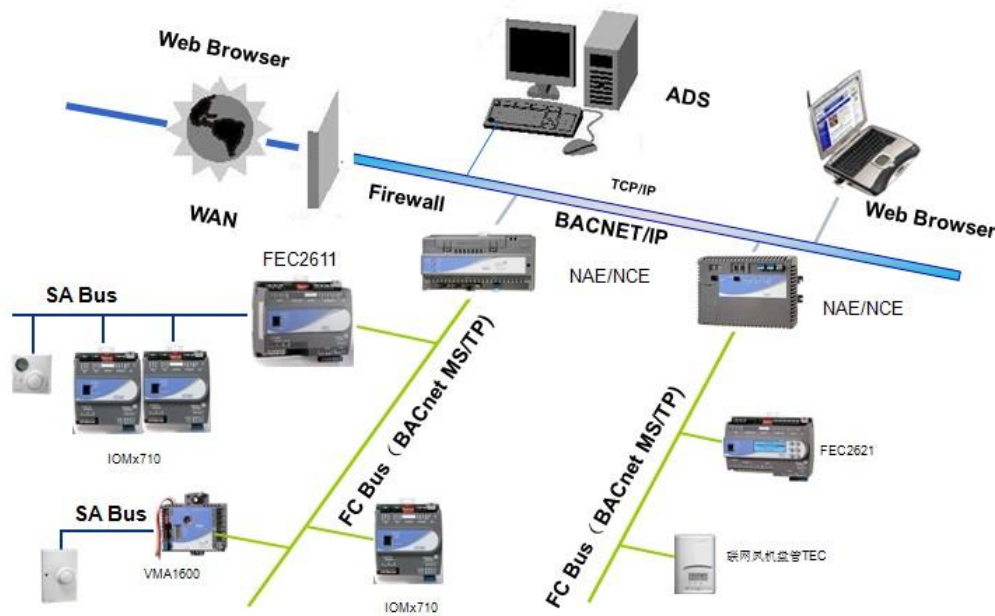 Web Browser
ADS
WAN
Firewall
TCP/IP
BACNET/IP
Web Browser
FEC2611
NAE/NCE
NAE/NCE
SA Bus
IOMx710
FC Bus（BACnet MS/TP)
FC Bus（BACnet MS/TP)
FEC2621
SA Bus
VMA1600
IOMx710
联网风机盘管TEC